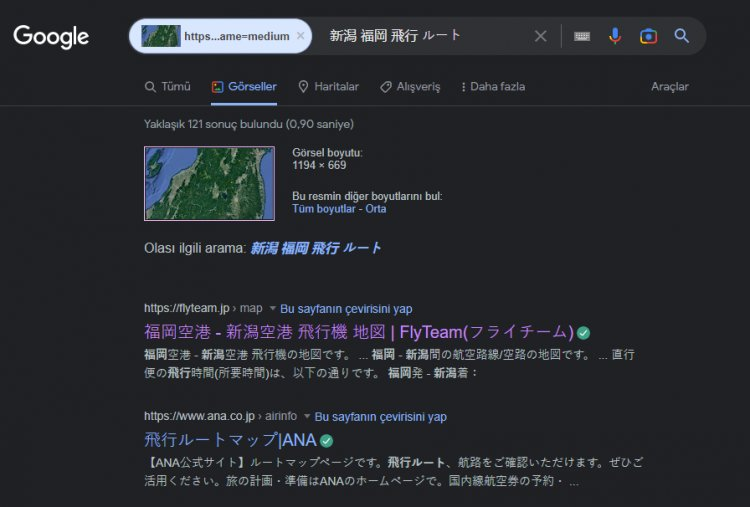 Google
https...ame=medium
新潟 福岡 飛行 ルート
Tümü
Görseller
Haritalar
Alışveriş
Daha fazla
Araçlar
Yaklaşık 121 sonuç bulundu (0,90 saniye)
Görsel boyutu:
1194 × 669
Bu resmin diğer boyutlarını bul:
Tüm boyutlar - Orta
Olası ilgili arama: 新潟 福岡 飛行 ルート
https://flyteam.jp › map Bu sayfanın çevirisini yap
福岡空港 - 新潟空港 飛行機 地図 | FlyTeam(フライチーム)
福岡空港 - 新潟空港 飛行機の地図です。 ... 福岡 - 新潟間の航空路線/空路の地図です。 ... 直行
便の飛行時間(所要時間)は、以下の通りです。 福岡発 - 新潟着：
https://www.ana.co.jp › airinfo Bu sayfanın çevirisini yap
飛行ルートマップ|ANA
【ANA公式サイト】ルートマップページです。飛行ルート、航路をご確認いただけます。ぜひご
活用ください。旅の計画・準備はANAのホームページで。国内線航空券の予約・ ...